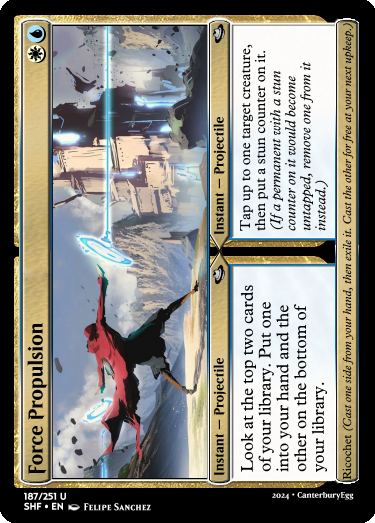 Force Propulsion
Instant — Projectile
Look at the top two cards
of your library. Put one
into your hand and the
other on the bottom of
your library.
Instant — Projectile
Tap up to one target creature,
then put a stun counter on it.
(If a permanent with a stun
counter on it would become
untapped, remove one from it
instead.)
Ricochet (Cast one side from your hand, then exile it. Cast the other for free at your next upkeep.)
187/251 U
SHF • EN Felipe Sanchez
2024 • CanterburyEgg